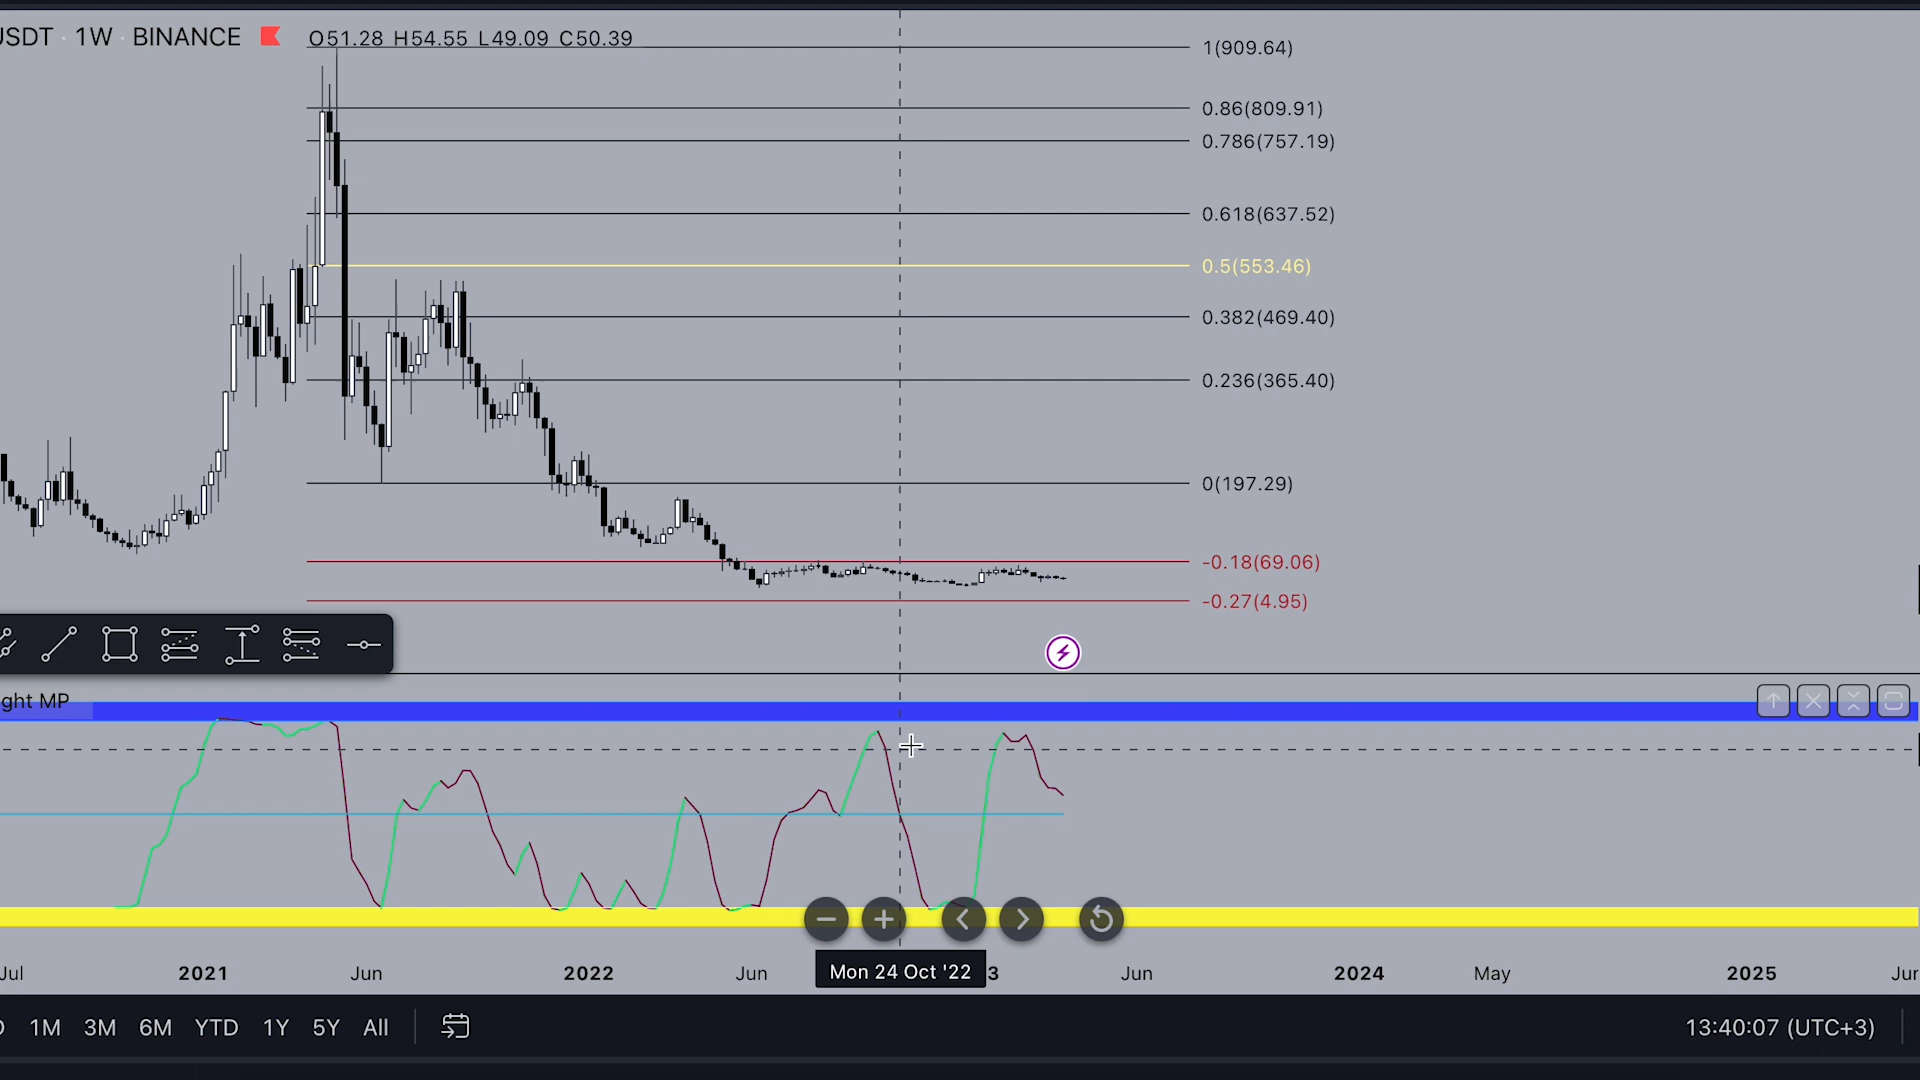 USDT · 1W · BINANCE O51.28 H54.55 L49.09 C50.39
1(909.64)
0.86(809.91)
0.786(757.19)
0.618(637.52)
0.5(553.46)
0.382(469.40)
0.236(365.40)
0(197.29)
-0.18(69.06)
-0.27(4.95)
ght MP
Jul 2021 Jun 2022 Jun Mon 24 Oct '22 3 Jun 2024 May 2025 Jun
D 1M 3M 6M YTD 1Y 5Y All 13:40:07 (UTC+3)